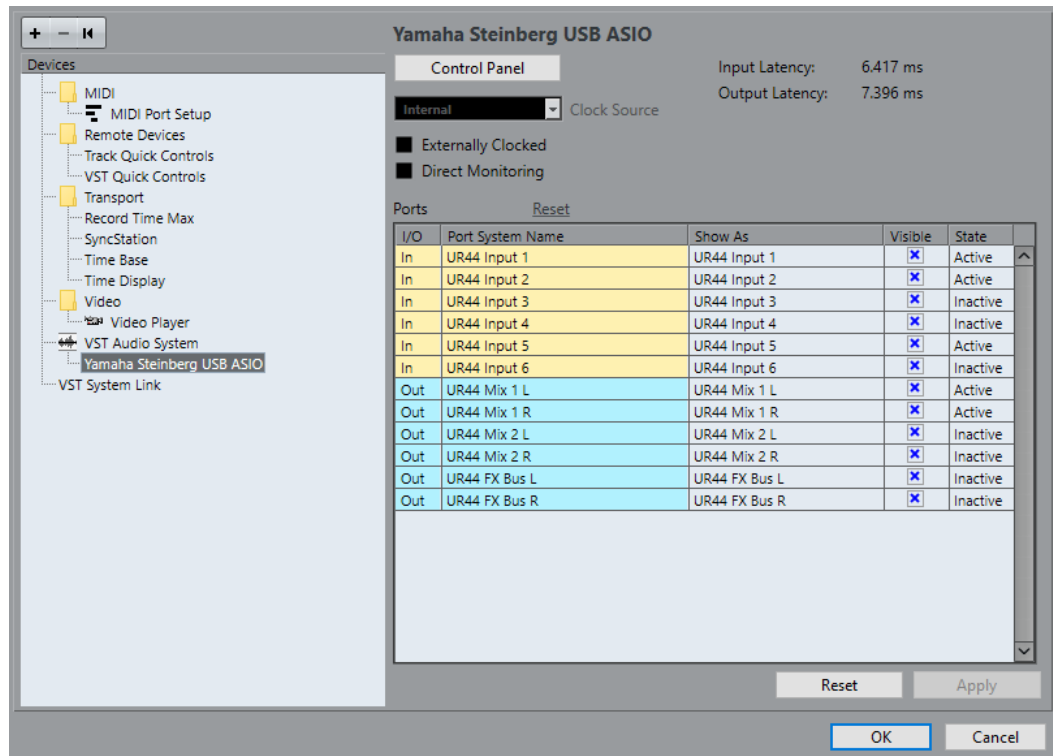 + −
Yamaha Steinberg USB ASIO
Devices
MIDI
MIDI Port Setup
Remote Devices
Track Quick Controls
VST Quick Controls
Transport
Record Time Max
SyncStation
Time Base
Time Display
Video
Video Player
VST Audio System
Yamaha Steinberg USB ASIO
VST System Link
Control Panel
Input Latency: 6.417 ms
Output Latency: 7.396 ms
Internal Clock Source
Externally Clocked
Direct Monitoring
Ports Reset
I/O Port System Name Show As Visible State
In UR44 Input 1 UR44 Input 1 Active
In UR44 Input 2 UR44 Input 2 Active
In UR44 Input 3 UR44 Input 3 Inactive
In UR44 Input 4 UR44 Input 4 Inactive
In UR44 Input 5 UR44 Input 5 Active
In UR44 Input 6 UR44 Input 6 Inactive
Out UR44 Mix 1 L UR44 Mix 1 L Active
Out UR44 Mix 1 R UR44 Mix 1 R Active
Out UR44 Mix 2 L UR44 Mix 2 L Inactive
Out UR44 Mix 2 R UR44 Mix 2 R Inactive
Out UR44 FX Bus L UR44 FX Bus L Inactive
Out UR44 FX Bus R UR44 FX Bus R Inactive
Reset Apply
OK Cancel